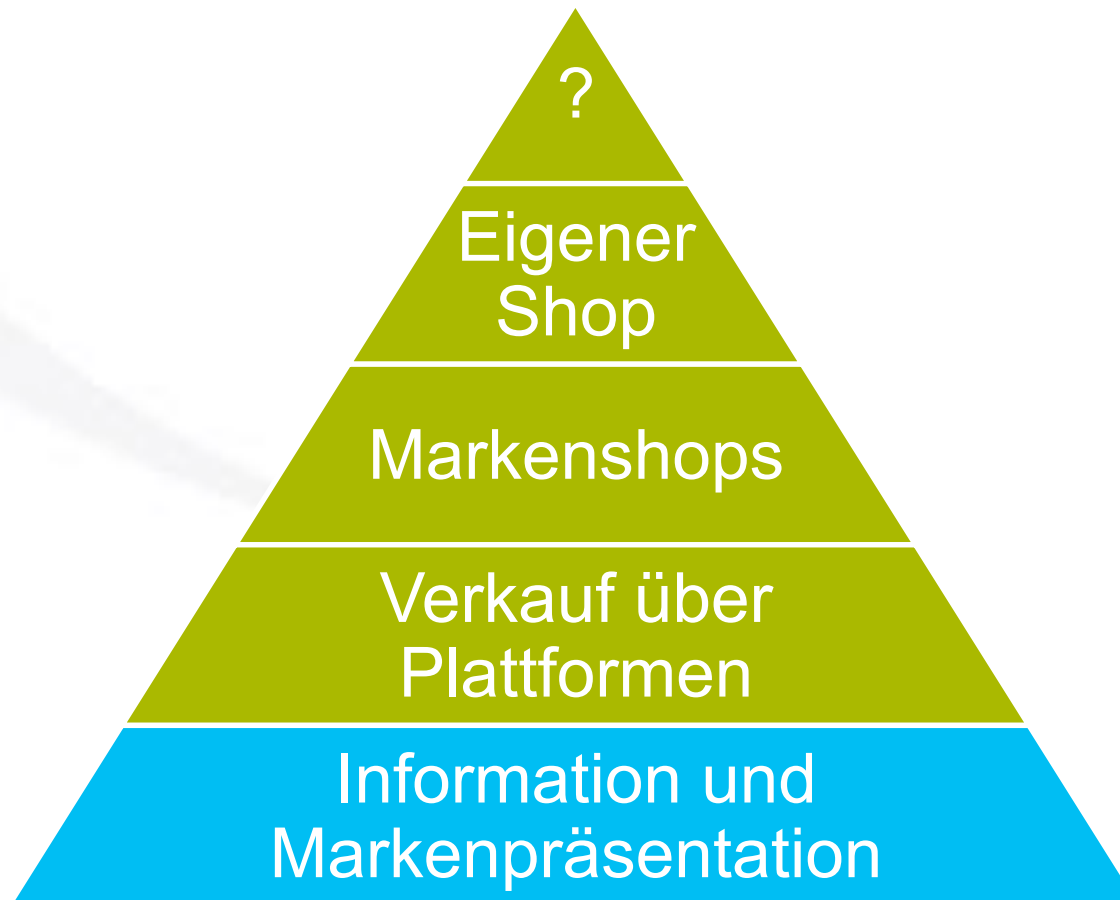 ?
Eigener
Shop
Markenshops
Verkauf über
Plattformen
Information und
Markenpräsentation